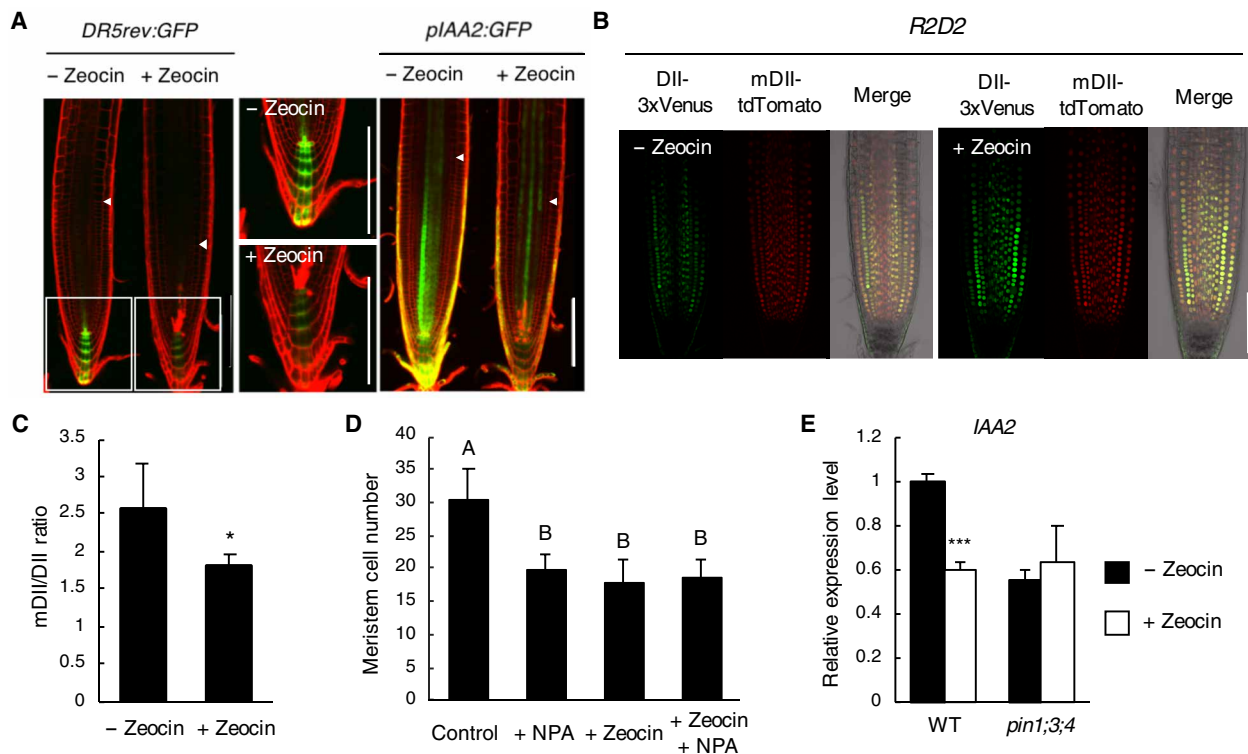 A
DR5rev:GFP
pIAA2:GFP
– Zeocin
+ Zeocin
– Zeocin
+ Zeocin
– Zeocin
+ Zeocin
B
R2D2
DII-
3xVenus
mDII-
tdTomato
Merge
DII-
3xVenus
mDII-
tdTomato
Merge
– Zeocin
+ Zeocin
C
mDII/DII ratio
3.5
3
2.5
2
1.5
1
0.5
0
*
– Zeocin
+ Zeocin
D
Meristem cell number
40
35
30
25
20
15
10
5
0
A
B
B
B
Control
+ NPA
+ Zeocin
+ Zeocin
+ NPA
E
IAA2
Relative expression level
1.2
1
0.8
0.6
0.4
0.2
0
***
WT
pin1;3;4
– Zeocin
+ Zeocin